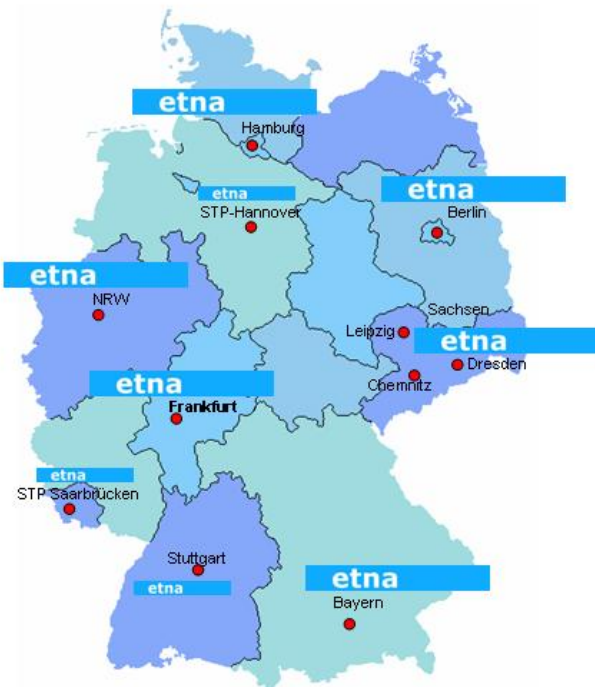 etna
Hamburg
etna
Berlin
etna
STP-Hannover
etna
NRW
Sachsen
Leipzig
etna
Dresden
Chemnitz
etna
Frankfurt
etna
STP Saarbrücken
Stuttgart
etna
etna
Bayern